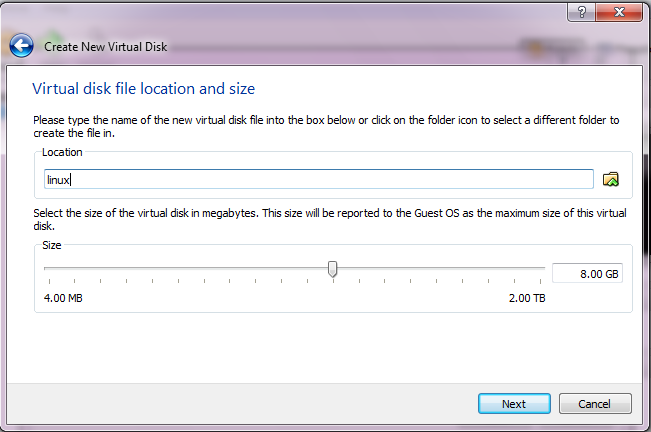 Create New Virtual Disk
Virtual disk file location and size
Please type the name of the new virtual disk file into the box below or click on the folder icon to select a different folder to
create the file in.
Location
linux
Select the size of the virtual disk in megabytes. This size will be reported to the Guest OS as the maximum size of this virtual
disk.
Size
8.00 GB
4.00 MB
2.00 TB
Next
Cancel